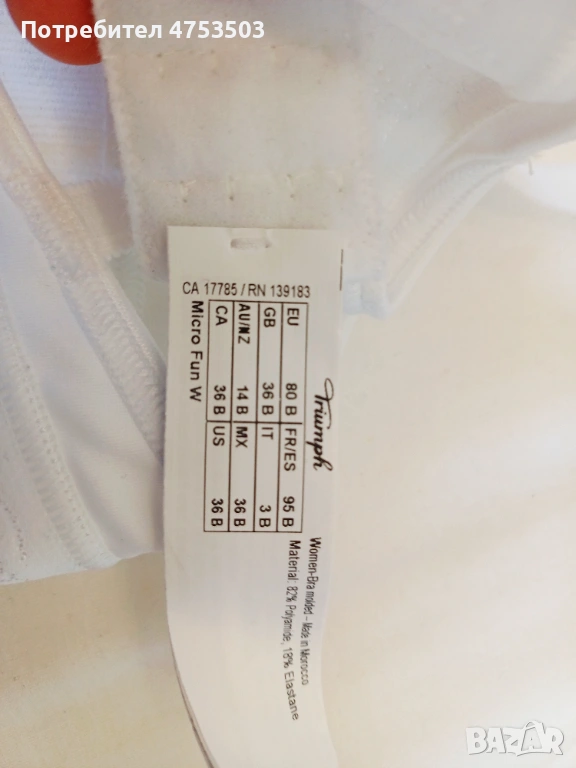 Потребител 4753503
CA 17785 / RN 139183
Triumph
EU 80 B FR/ES 95 B
GB 36 B IT 3 B
AU/NZ 14 B MX 36 B
CA 36 B US 36 B
Micro Fun W
Women-Bra molded - Made in Morocco
Material: 82% Polyamide, 18% Elastane
BAZAR